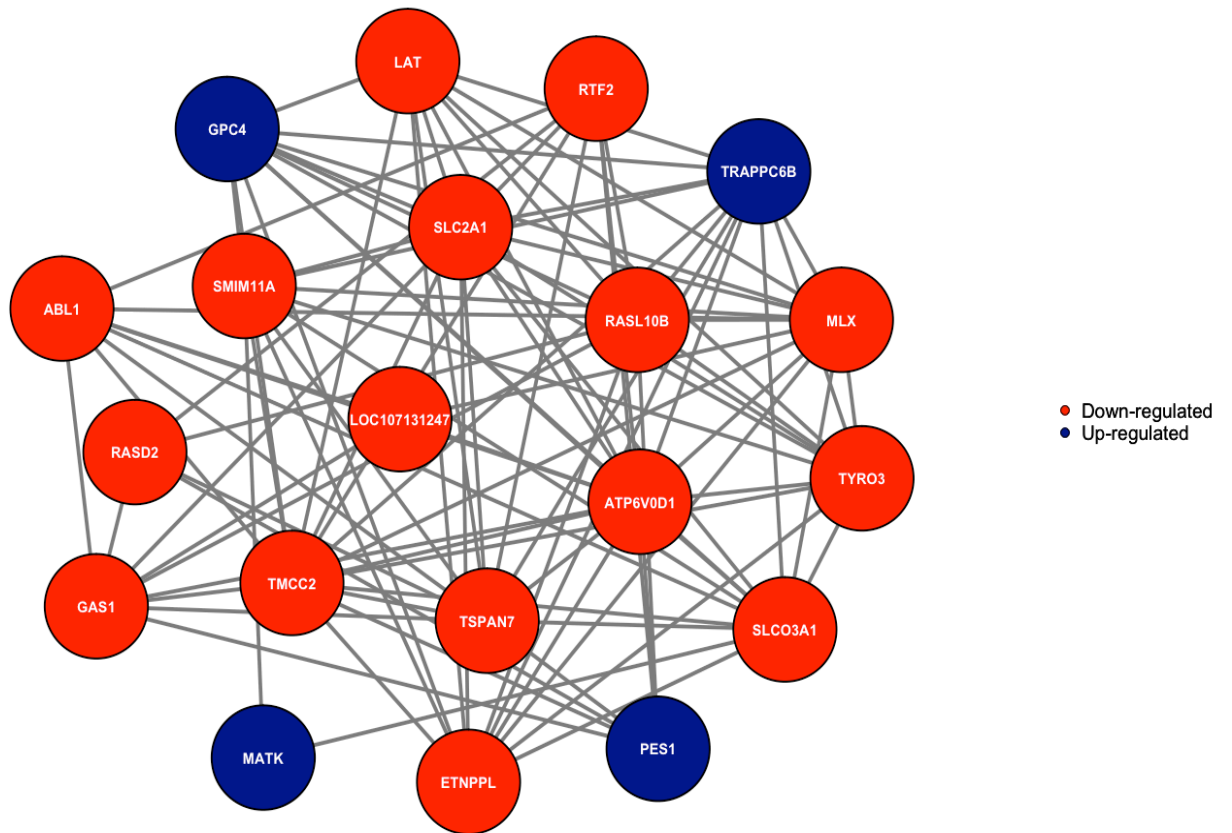 LAT
RTF2
GPC4
TRAPPC6B
SLC2A1
SMIM11A
ABL1
RASL10B
MLX
LOC107131247
RASD2
TYRO3
ATP6V0D1
TMCC2
GAS1
TSPAN7
SLCO3A1
MATK
PES1
ETNPPL
Down-regulated
Up-regulated